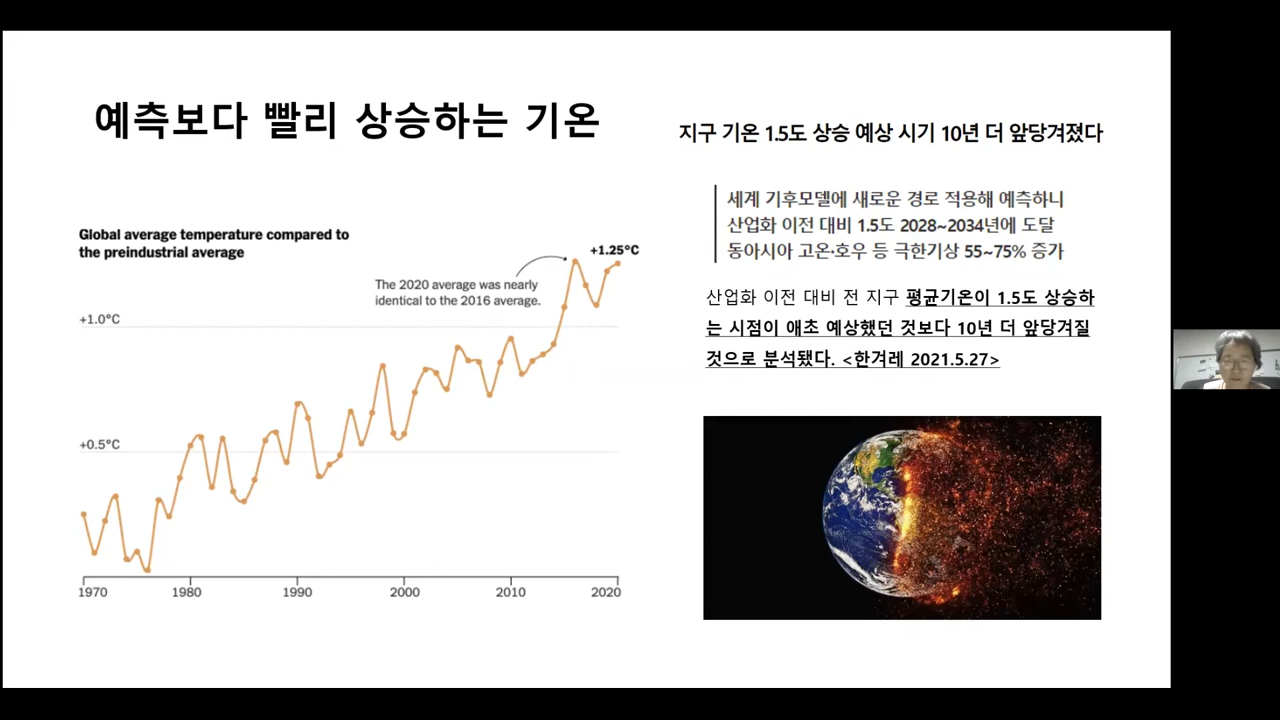 예측보다 빨리 상승하는 기온
Global average temperature compared to
the preindustrial average
+1.25°C
The 2020 average was nearly
identical to the 2016 average.
+1.0°C
+0.5°C
1970 1980 1990 2000 2010 2020
지구 기온 1.5도 상승 예상 시기 10년 더 앞당겨졌다
세계 기후모델에 새로운 경로 적용해 예측하니
산업화 이전 대비 1.5도 2028~2034년에 도달
동아시아 고온·호우 등 극한기상 55~75% 증가
산업화 이전 대비 전 지구 평균기온이 1.5도 상승하
는 시점이 애초 예상했던 것보다 10년 더 앞당겨질
것으로 분석됐다. <한겨레 2021.5.27>